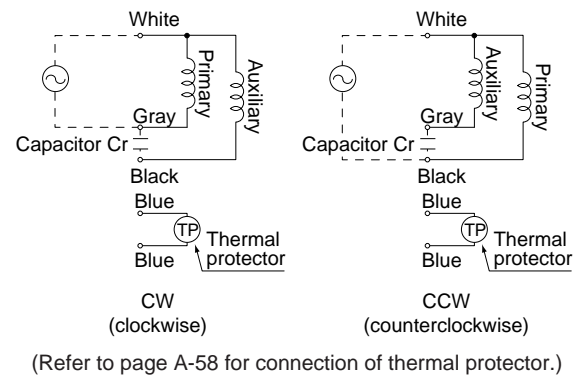 White
Primary
Auxiliary
Gray
Capacitor Cr
Black
Blue
TP
Thermal
protector
Blue
CW
(clockwise)
White
Auxiliary
Primary
Gray
Capacitor Cr
Black
Blue
TP
Thermal
protector
Blue
CCW
(counterclockwise)
(Refer to page A-58 for connection of thermal protector.)